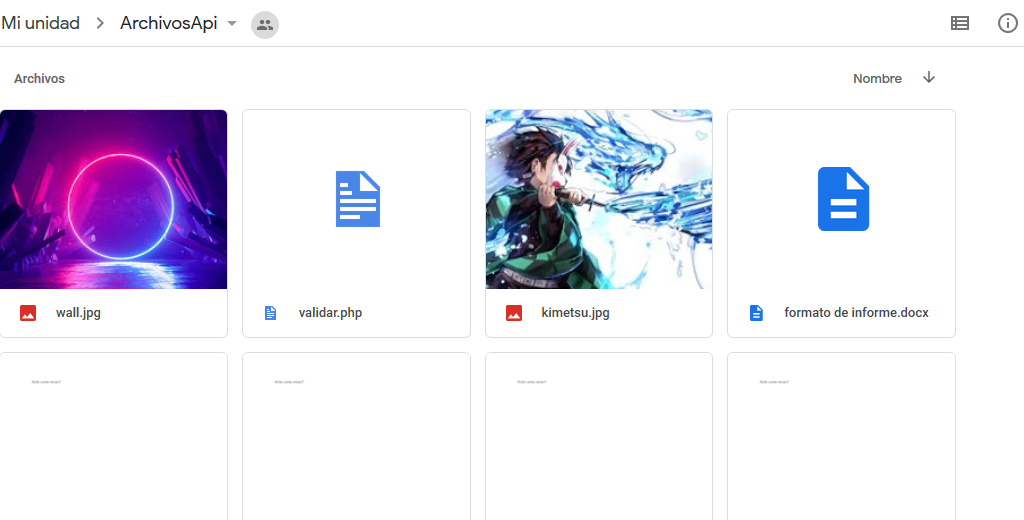 Mi unidad > ArchivosApi
Archivos
Nombre
wall.jpg
validar.php
kimetsu.jpg
formato de informe.docx